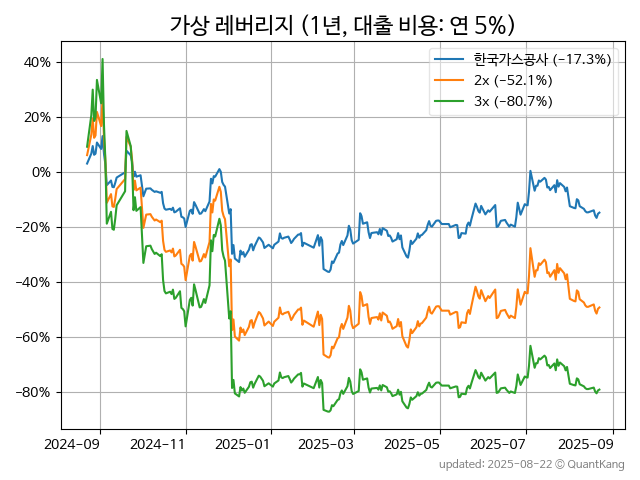 가상 레버리지 (1년, 대출 비용: 연 5%)
한국가스공사 (-17.3%)
2x (-52.1%)
3x (-80.7%)
40%
20%
0%
-20%
-40%
-60%
-80%
2024-09 2024-11 2025-01 2025-03 2025-05 2025-07 2025-09
updated: 2025-08-22 © QuantKang